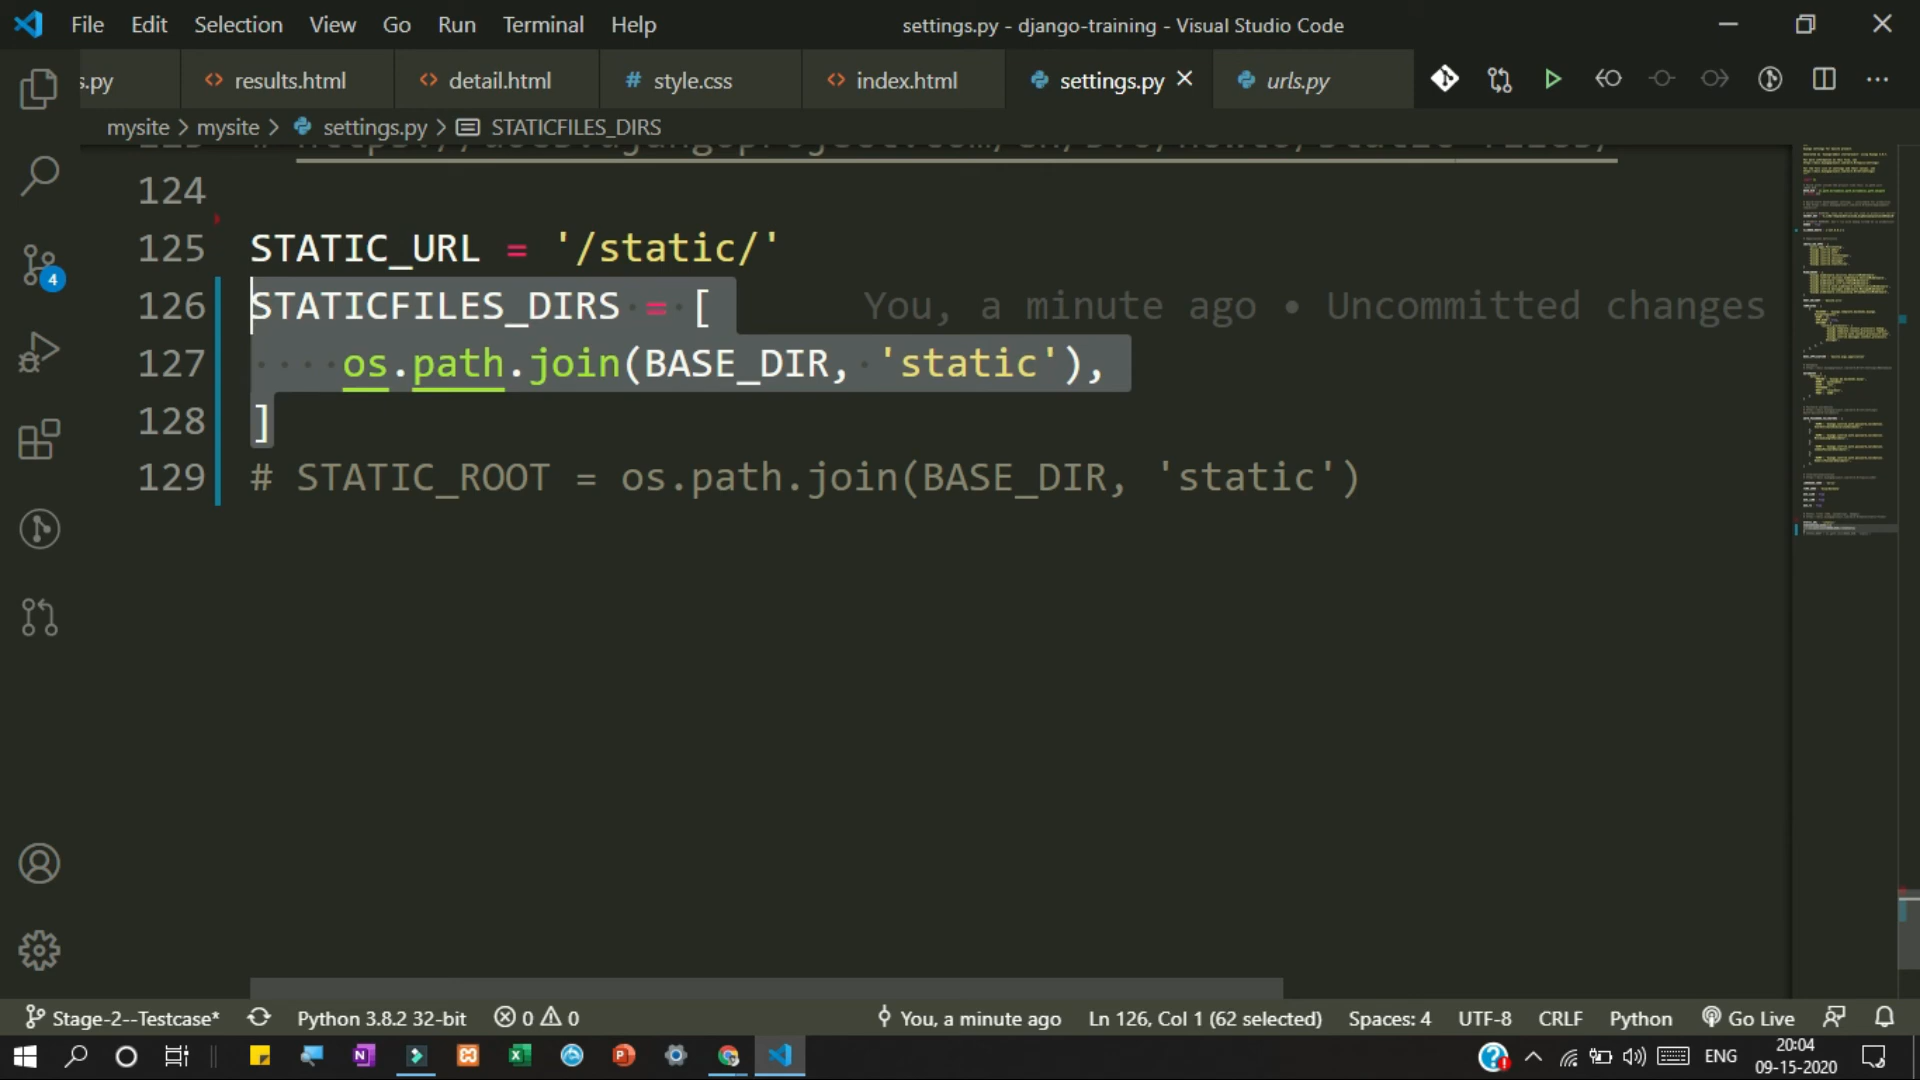 File Edit Selection View Go Run Terminal Help
settings.py - django-training - Visual Studio Code
s.py
results.html
detail.html
# style.css
index.html
settings.py
urls.py
mysite > mysite > settings.py > STATICFILES_DIRS
124
125 STATIC_URL = '/static/'
126 STATICFILES_DIRS = [ You, a minute ago • Uncommitted changes
127 os.path.join(BASE_DIR, 'static'),
128 ]
129 # STATIC_ROOT = os.path.join(BASE_DIR, 'static')
4
Stage-2--Testcase* Python 3.8.2 32-bit 0 0 You, a minute ago Ln 126, Col 1 (62 selected) Spaces: 4 UTF-8 CRLF Python Go Live
ENG
20:04
09-15-2020